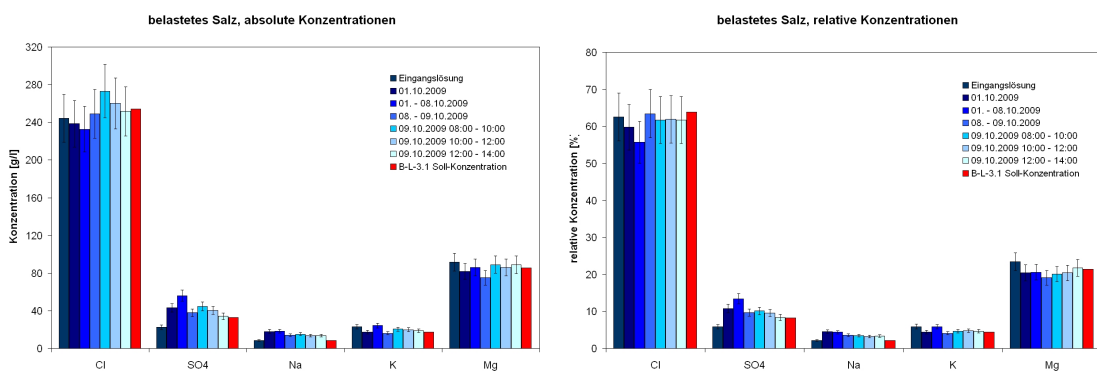 belastetes Salz, absolute Konzentrationen
320
280
240
200
160
120
80
40
0
Konzentration [g/l]
Eingangslösung
01.10.2009
01. - 08.10.2009
08. - 09.10.2009
09.10.2009 08:00 - 10:00
09.10.2009 10:00 - 12:00
09.10.2009 12:00 - 14:00
B-L-3.1 Soll-Konzentration
Cl
SO4
Na
K
Mg
belastetes Salz, relative Konzentrationen
80
70
60
50
40
30
20
10
0
relative Konzentration [%]
Eingangslösung
01.10.2009
01. - 08.10.2009
08. - 09.10.2009
09.10.2009 08:00 - 10:00
09.10.2009 10:00 - 12:00
09.10.2009 12:00 - 14:00
B-L-3.1 Soll-Konzentration
Cl
SO4
Na
K
Mg